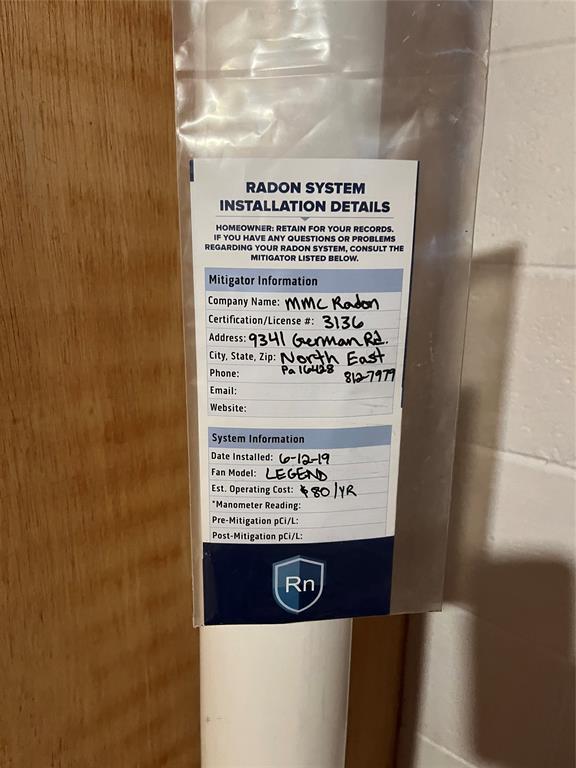 RADON SYSTEM
INSTALLATION DETAILS
HOMEOWNER: RETAIN FOR YOUR RECORDS.
IF YOU HAVE ANY QUESTIONS OR PROBLEMS
REGARDING YOUR RADON SYSTEM, CONSULT THE
MITIGATOR LISTED BELOW.
Mitigator Information
Company Name: MMC Radon
Certification/License #: 3136
Address: 9341 German Rd.
City, State, Zip: North East
Pa 16428
Phone: 812-7979
Email:
Website:
System Information
Date Installed: 6-12-19
Fan Model: LEGEND
Est. Operating Cost: $80/YR
*Manometer Reading:
Pre-Mitigation pCi/L:
Post-Mitigation pCi/L:
Rn